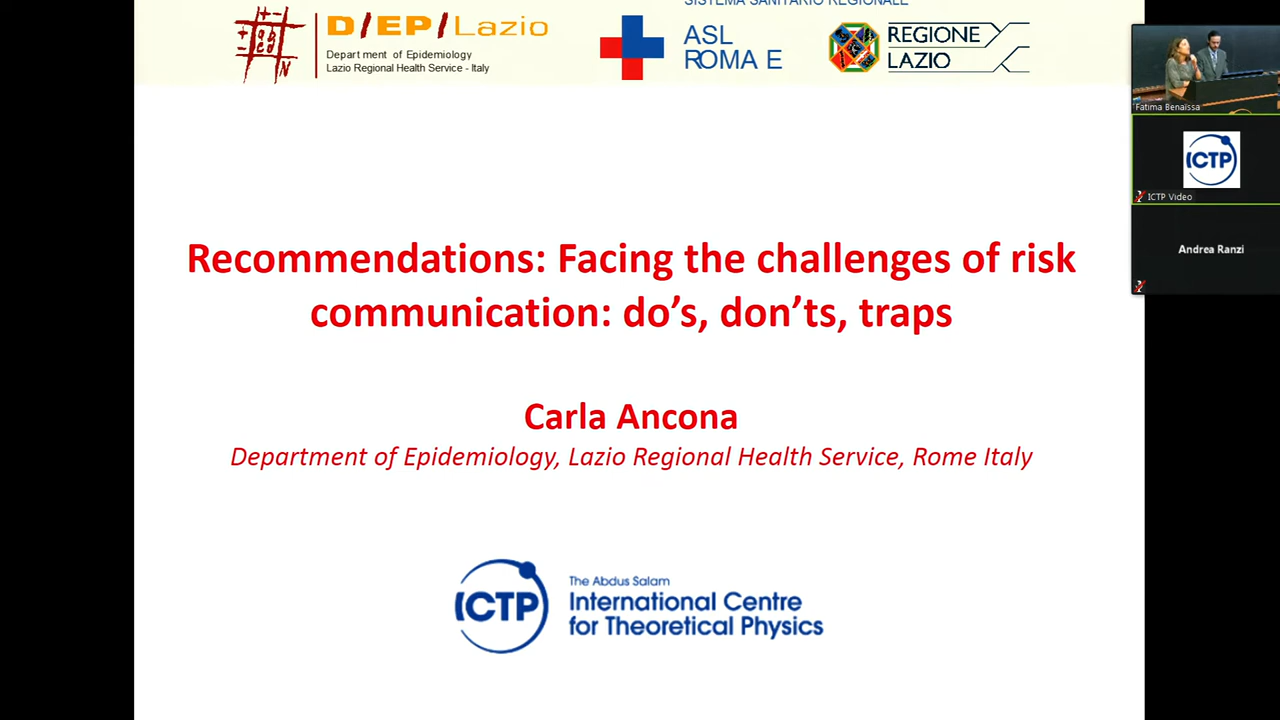 SISTEMA SANITARIO REGIONALE
D/EP/Lazio
Department of Epidemiology
Lazio Regional Health Service - Italy
ASL
ROMA E
REGIONE
LAZIO
N
Fatima Benaissa
ICTP
ICTP Video
Andrea Ranzi
Recommendations: Facing the challenges of risk
communication: do’s, don’ts, traps
Carla Ancona
Department of Epidemiology, Lazio Regional Health Service, Rome Italy
ICTP
The Abdus Salam
International Centre
for Theoretical Physics